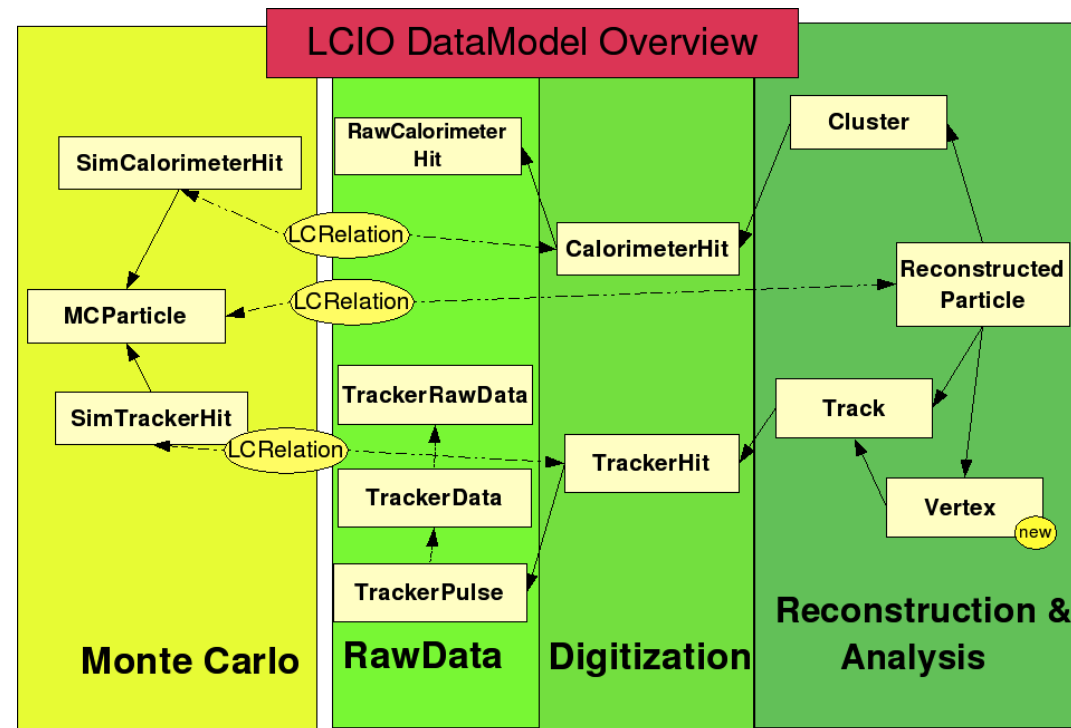 LCIO DataModel Overview
SimCalorimeterHit
MCParticle
SimTrackerHit
Monte Carlo
LCRelation
LCRelation
LCRelation
RawCalorimeter
Hit
TrackerRawData
TrackerData
TrackerPulse
RawData
CalorimeterHit
TrackerHit
Digitization
Cluster
Reconstructed
Particle
Track
Vertex
new
Reconstruction &
Analysis